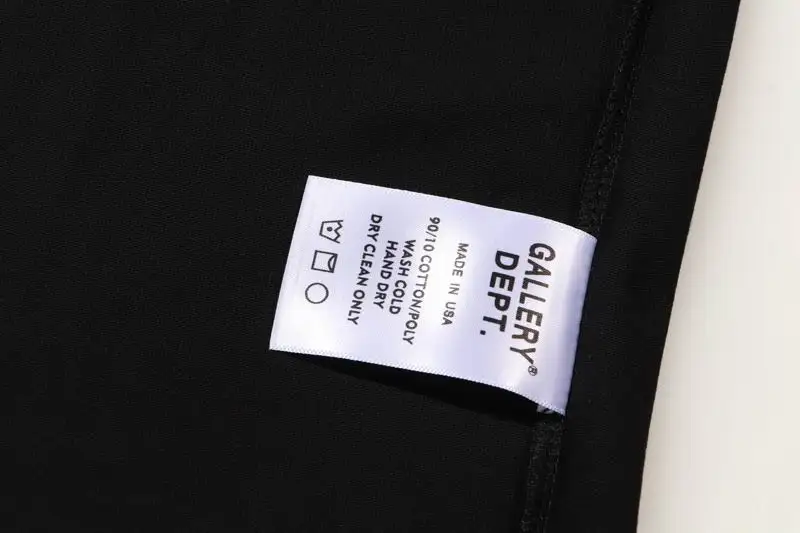 GALLERY®
DEPT.
MADE IN USA
90/10 COTTON/POLY
WASH COLD
HAND DRY
DRY CLEAN ONLY